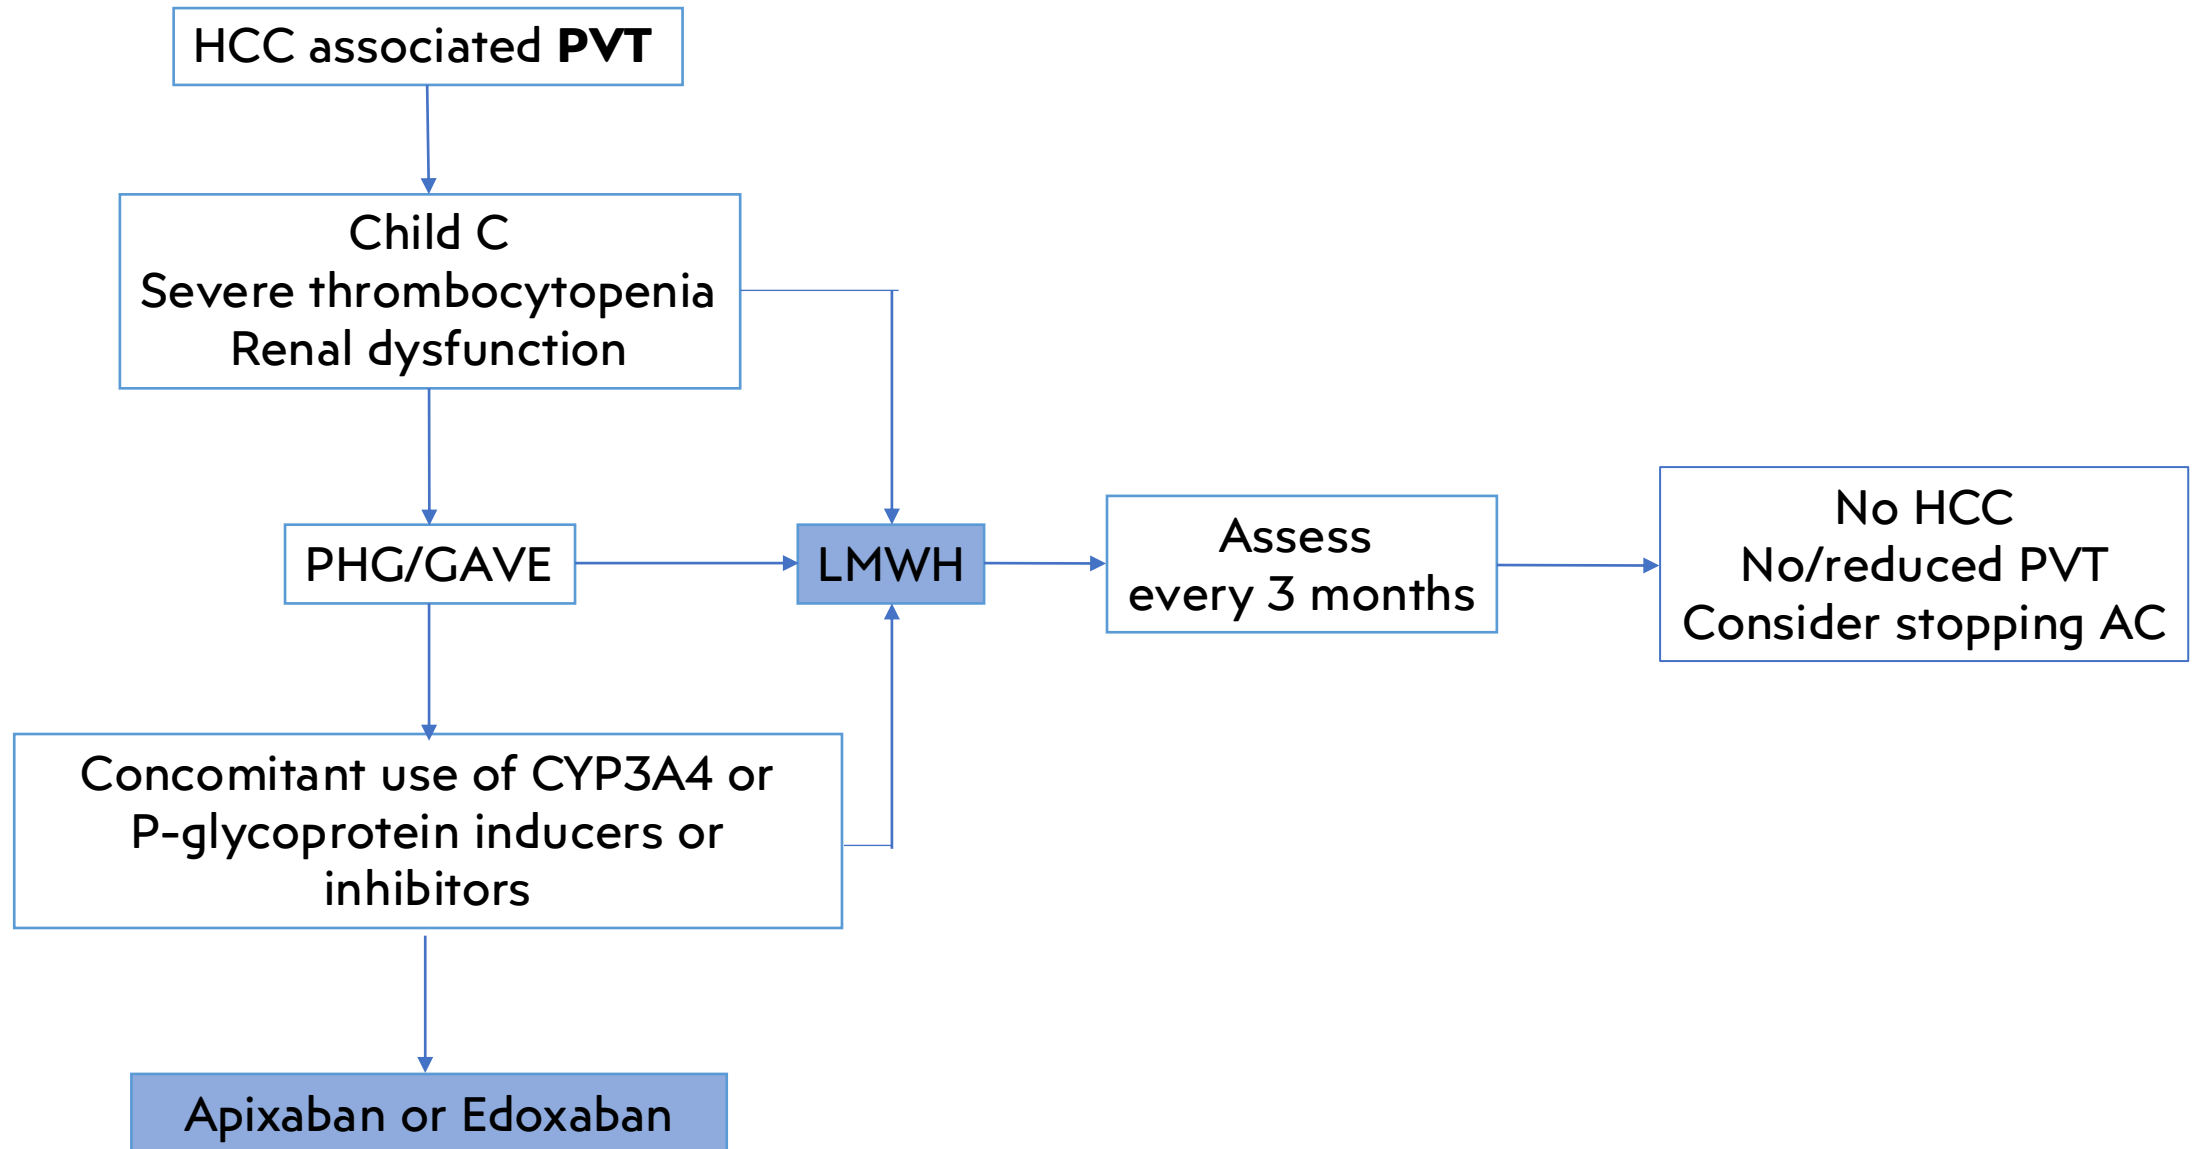 HCC associated PVT
Child C
Severe thrombocytopenia
Renal dysfunction
PHG/GAVE
LMWH
Assess
every 3 months
No HCC
No/reduced PVT
Consider stopping AC
Concomitant use of CYP3A4 or
P-glycoprotein inducers or
inhibitors
Apixaban or Edoxaban